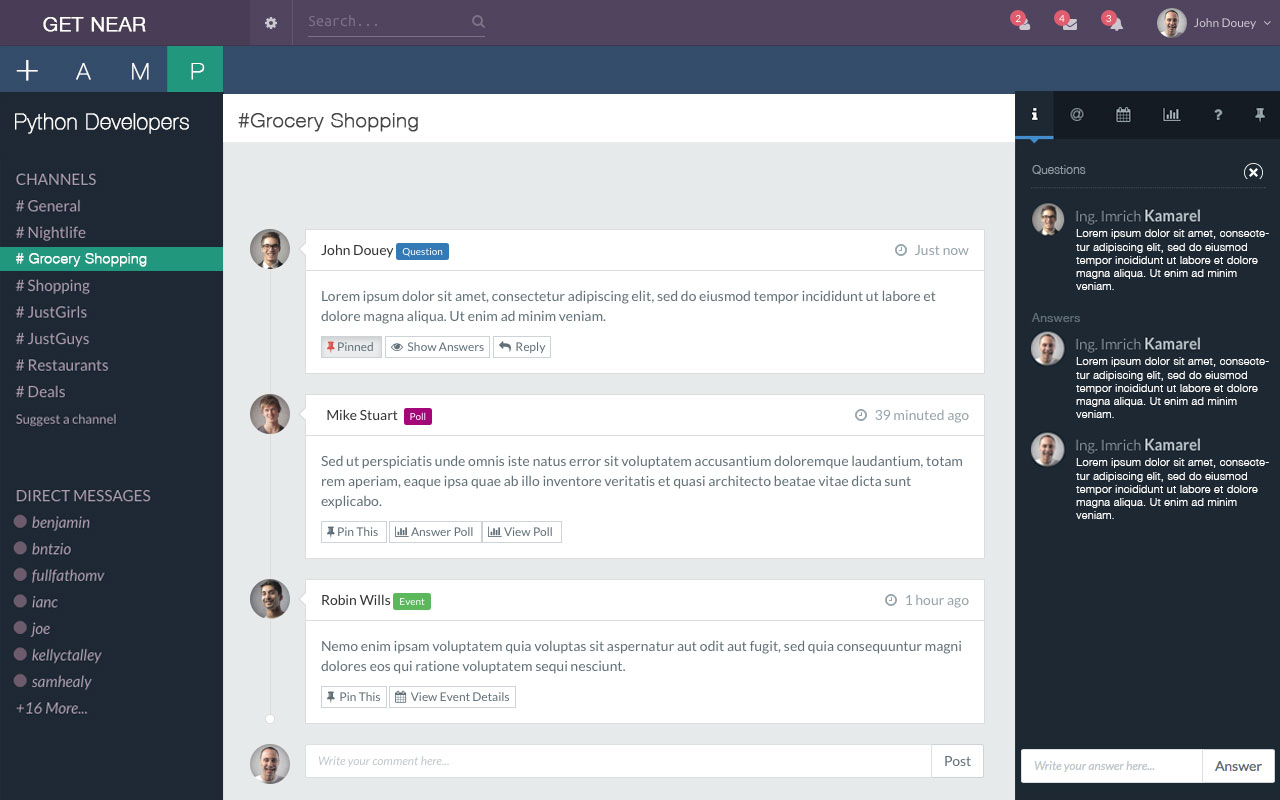 GET NEAR
Search...
2
4
3
John Douey
+ A M P
Python Developers
CHANNELS
# General
# Nightlife
# Grocery Shopping
# Shopping
# JustGirls
# JustGuys
# Restaurants
# Deals
Suggest a channel
DIRECT MESSAGES
benjamin
bntzio
fullfathomv
ianc
joe
kellyctalley
samhealy
+16 More...
#Grocery Shopping
John Douey Question
Just now
Lorem ipsum dolor sit amet, consectetur adipiscing elit, sed do eiusmod tempor incididunt ut labore et
dolore magna aliqua. Ut enim ad minim veniam.
Pinned Show Answers Reply
Mike Stuart Poll
39 minuted ago
Sed ut perspiciatis unde omnis iste natus error sit voluptatem accusantium doloremque laudantium, totam
rem aperiam, eaque ipsa quae ab illo inventore veritatis et quasi architecto beatae vitae dicta sunt
explicabo.
Pin This Answer Poll View Poll
Robin Wills Event
1 hour ago
Nemo enim ipsam voluptatem quia voluptas sit aspernatur aut odit aut fugit, sed quia consequuntur magni
dolores eos qui ratione voluptatem sequi nesciunt.
Pin This View Event Details
Write your comment here...
Post
i @ ?
Questions
Ing. Imrich Kamarel
Lorem ipsum dolor sit amet, consecte-
tur adipiscing elit, sed do eiusmod
tempor incididunt ut labore et dolore
magna aliqua. Ut enim ad minim
veniam.
Answers
Ing. Imrich Kamarel
Lorem ipsum dolor sit amet, consecte-
tur adipiscing elit, sed do eiusmod
tempor incididunt ut labore et dolore
magna aliqua. Ut enim ad minim
veniam.
Ing. Imrich Kamarel
Lorem ipsum dolor sit amet, consecte-
tur adipiscing elit, sed do eiusmod
tempor incididunt ut labore et dolore
magna aliqua. Ut enim ad minim
veniam.
Write your answer here...
Answer